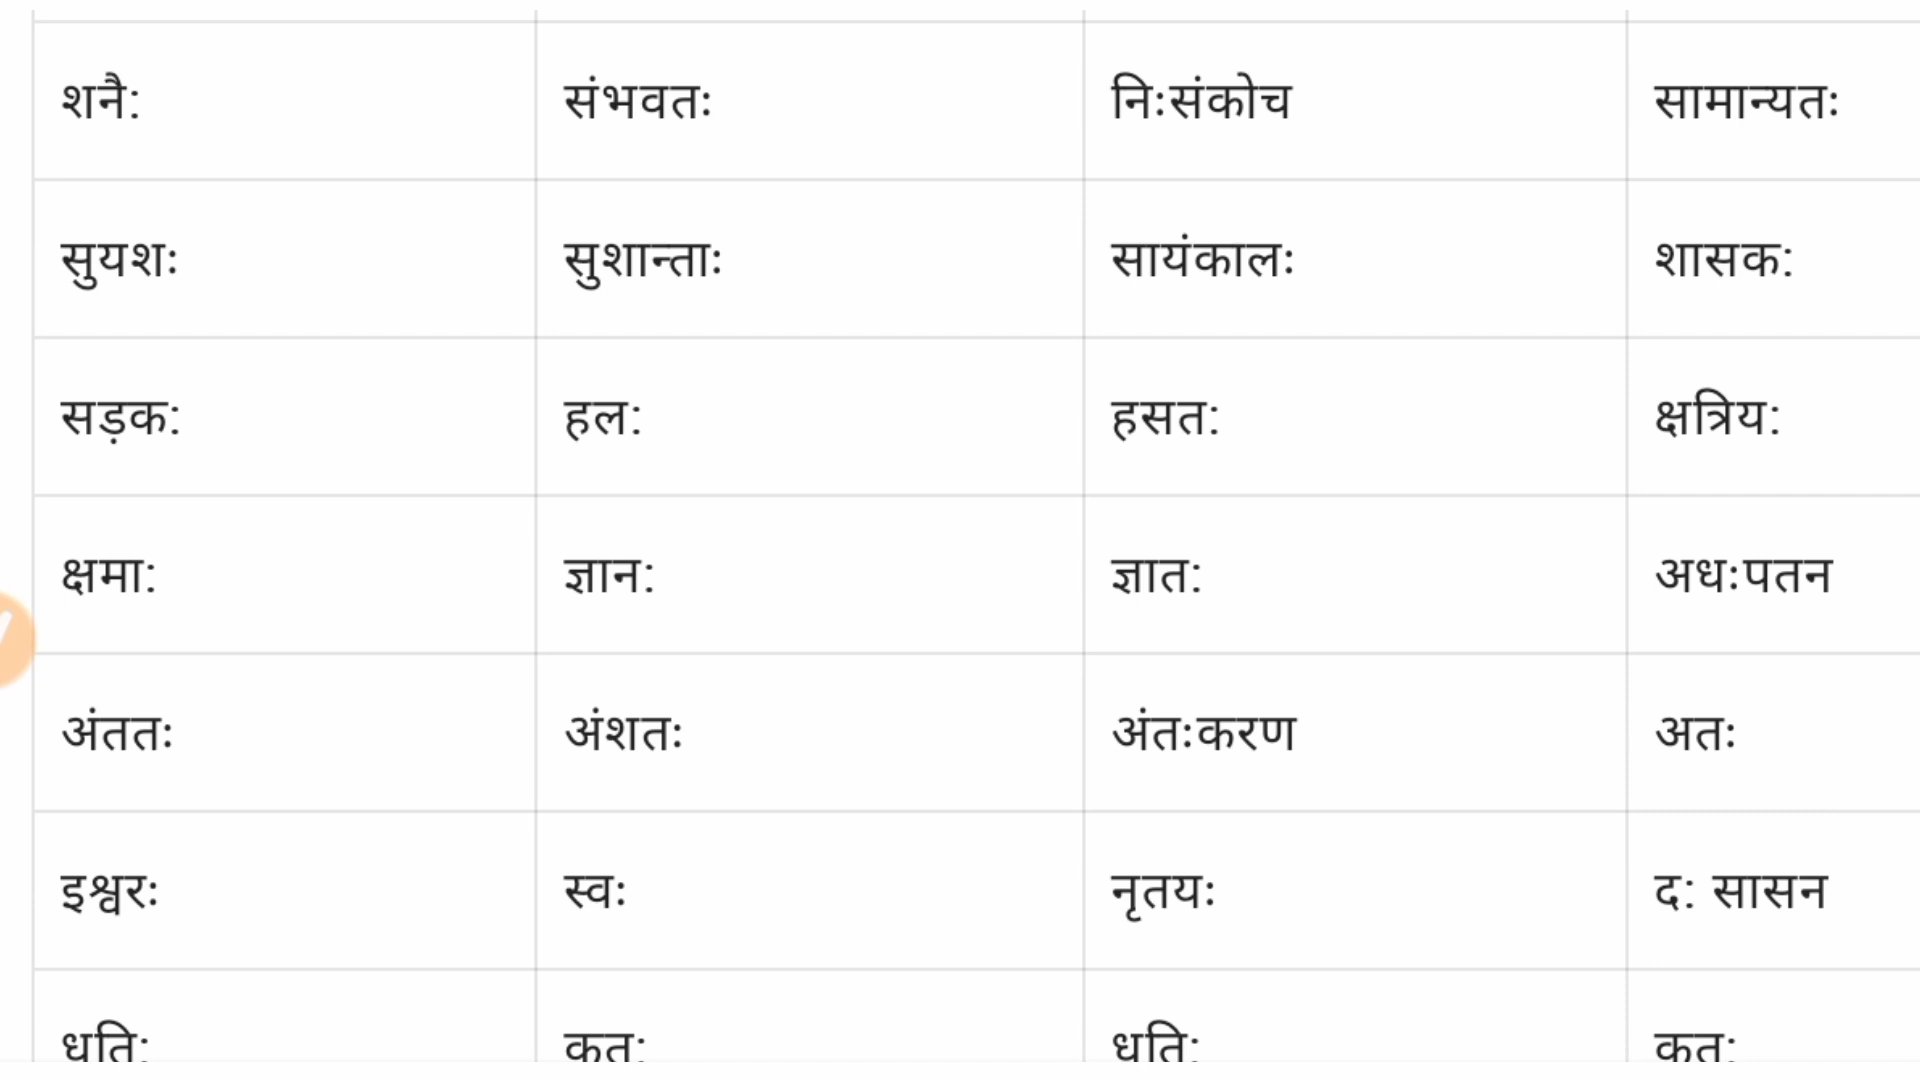 शनै: संभवतः निःसंकोच सामान्यतः
सुयशः सुशान्ताः सायंकालः शासक:
सड़क: हल: हसत: क्षत्रिय:
क्षमा: ज्ञान: ज्ञात: अधःपतन
अंततः अंशतः अंतःकरण अतः
इश्वरः स्वः नृतयः द: सासन